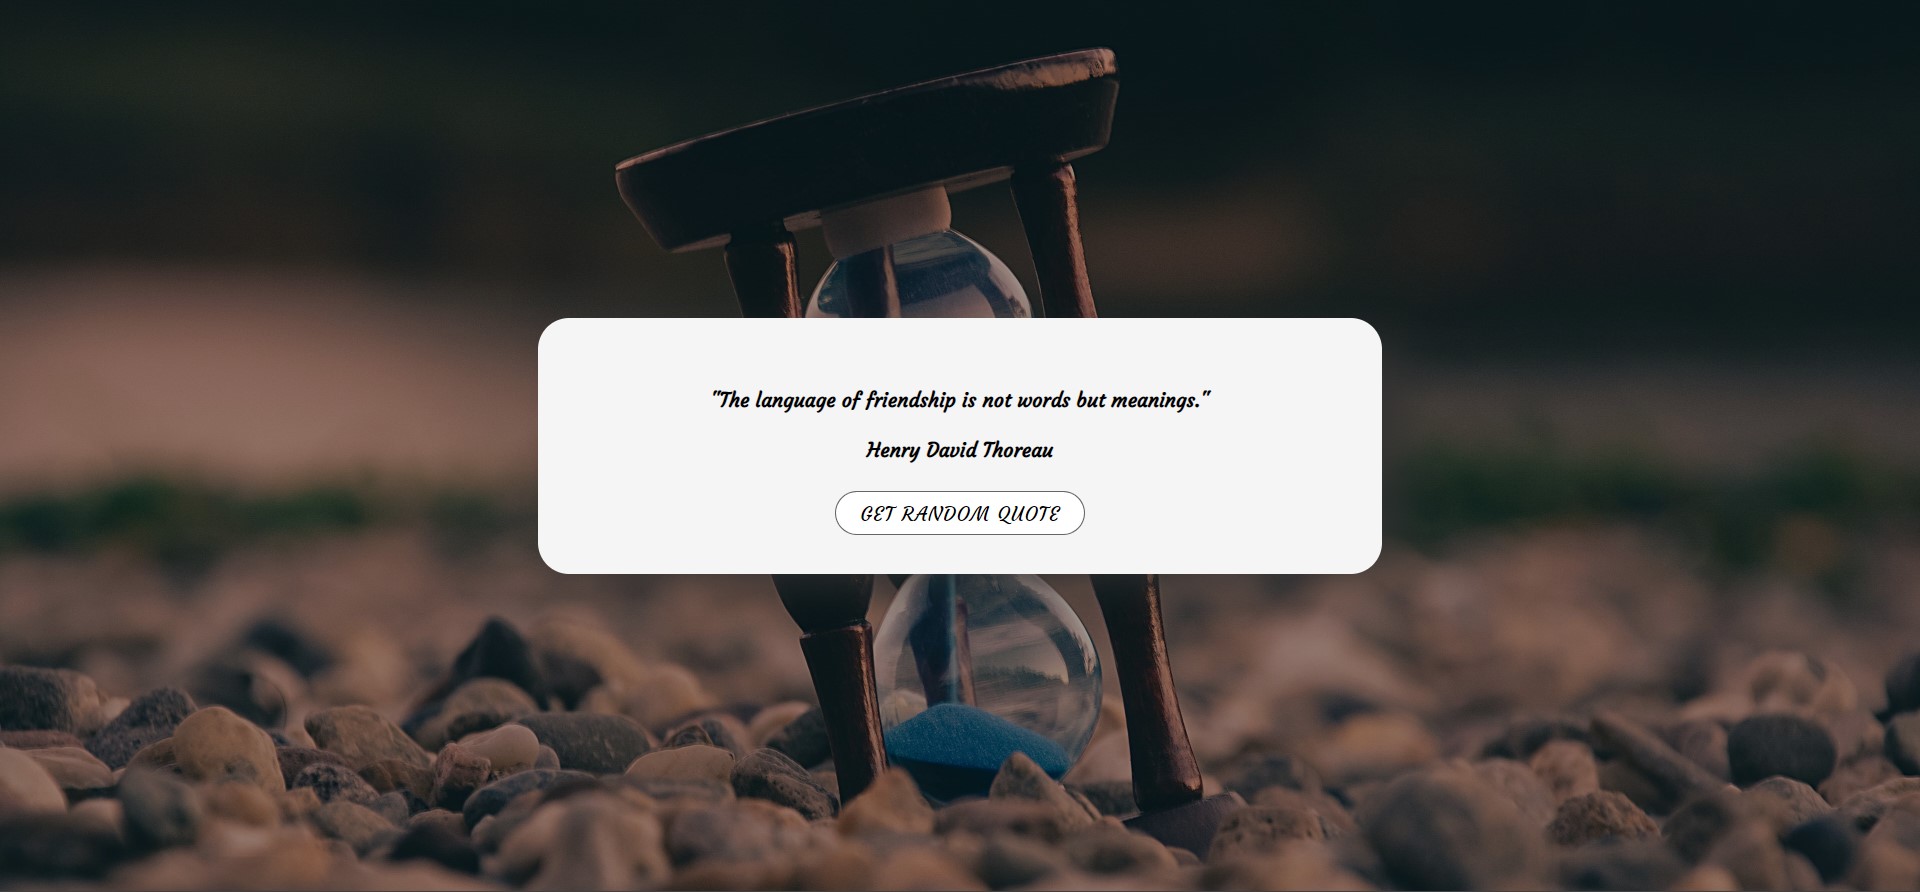 "The language of friendship is not words but meanings."
Henry David Thoreau
GET RANDOM QUOTE